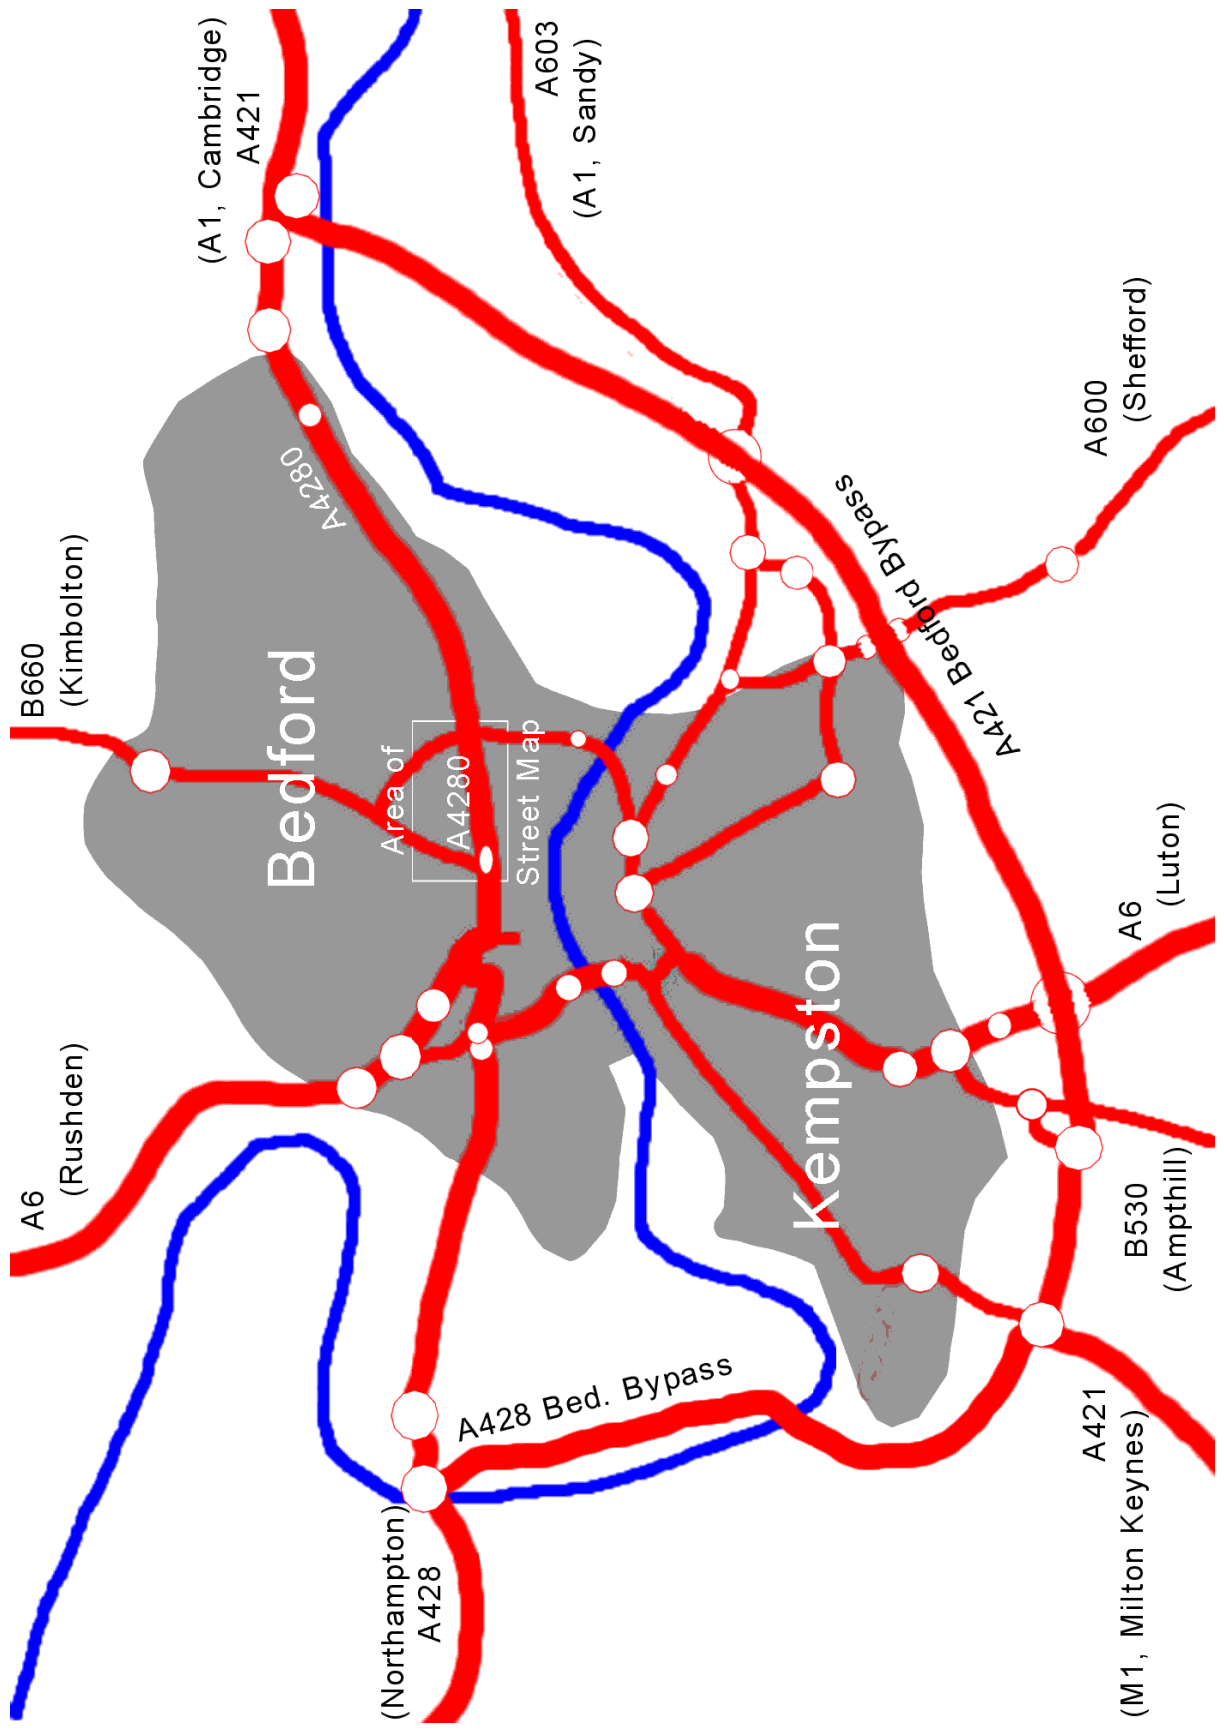 A6
(Rushden)
B660
(Kimbolton)
(Northampton)
A428
Bedford
(A1, Cambridge)
A421
A4280
Area of
A4280
Street Map
A603
(A1, Sandy)
A428 Bed. Bypass
Kempston
A421 Bedford Bypass
A421
(M1, Milton Keynes)
B530
(Ampthill)
A6
(Luton)
A600
(Shefford)